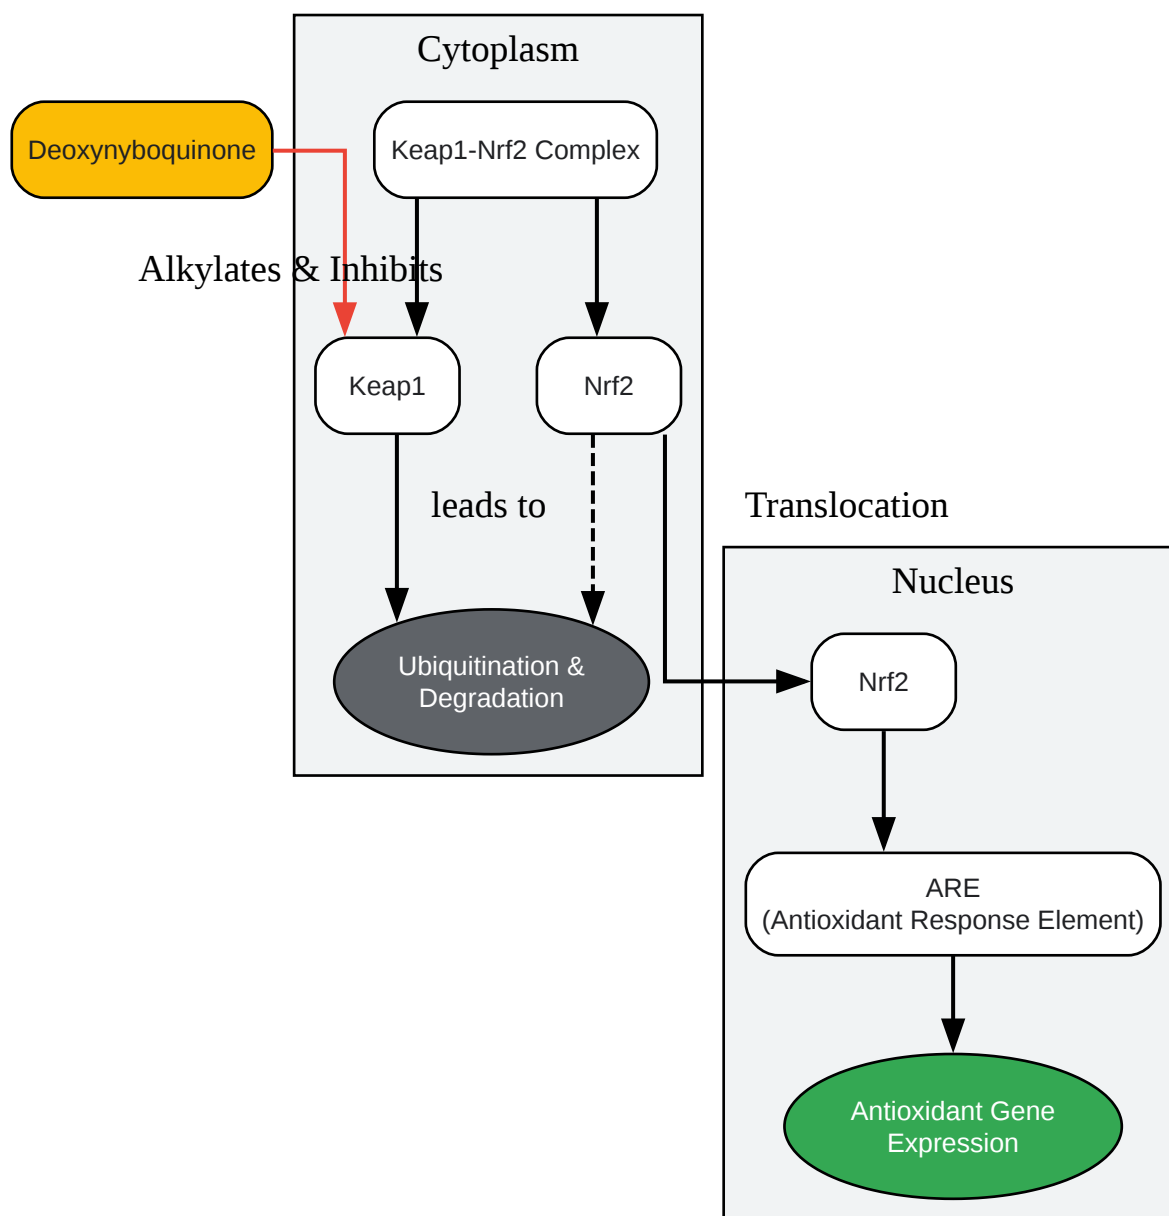 Cytoplasm
Deoxynyboquinone
Keap1-Nrf2 Complex
Alkylates & Inhibits
Keap1
Nrf2
leads to
Translocation
Nucleus
Ubiquitination &
Degradation
Nrf2
ARE
(Antioxidant Response Element)
Antioxidant Gene
Expression